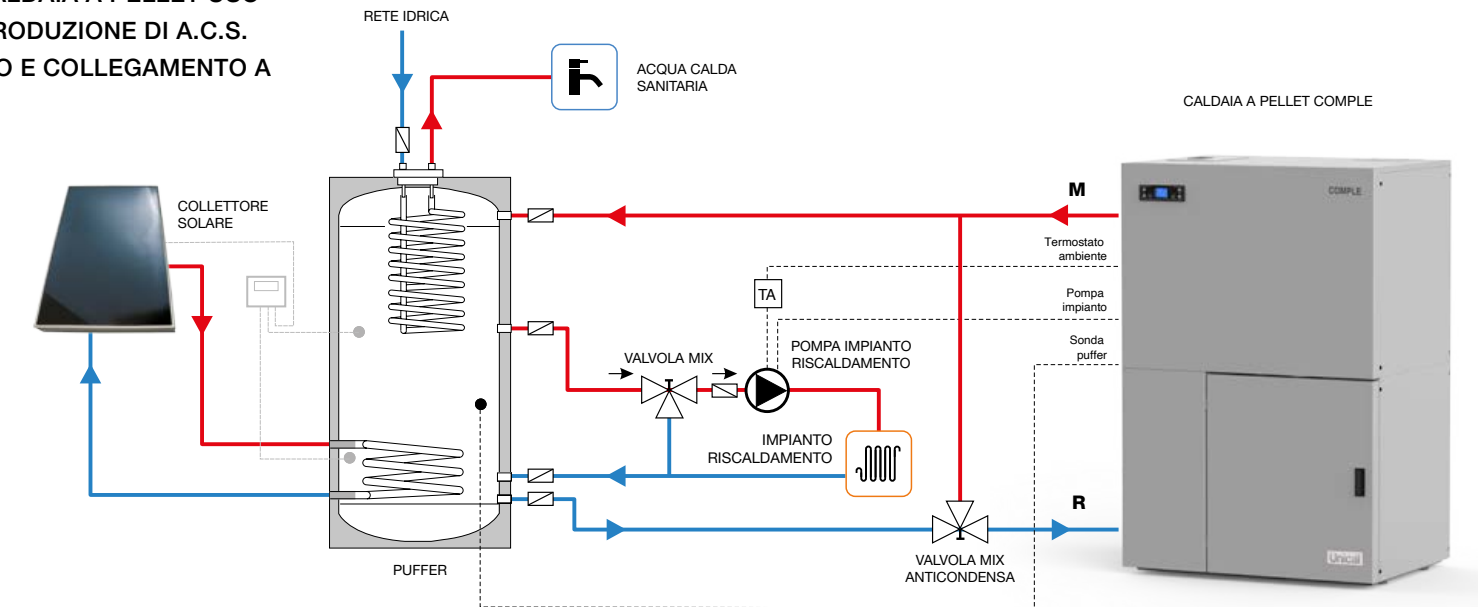 RODUZIONE DI A.C.S.
O E COLLEGAMENTO A
RETE IDRICA
ACQUA CALDA
SANITARIA
CALDAIA A PELLET COMPLE
COLLETTORE
SOLARE
COMPLE
M
Termostato
ambiente
TA
Pompa
impianto
Sonda
puffer
VALVOLA MIX
POMPA IMPIANTO
RISCALDAMENTO
IMPIANTO
RISCALDAMENTO
R
VALVOLA MIX
ANTICONDENSA
PUFFER
Unical